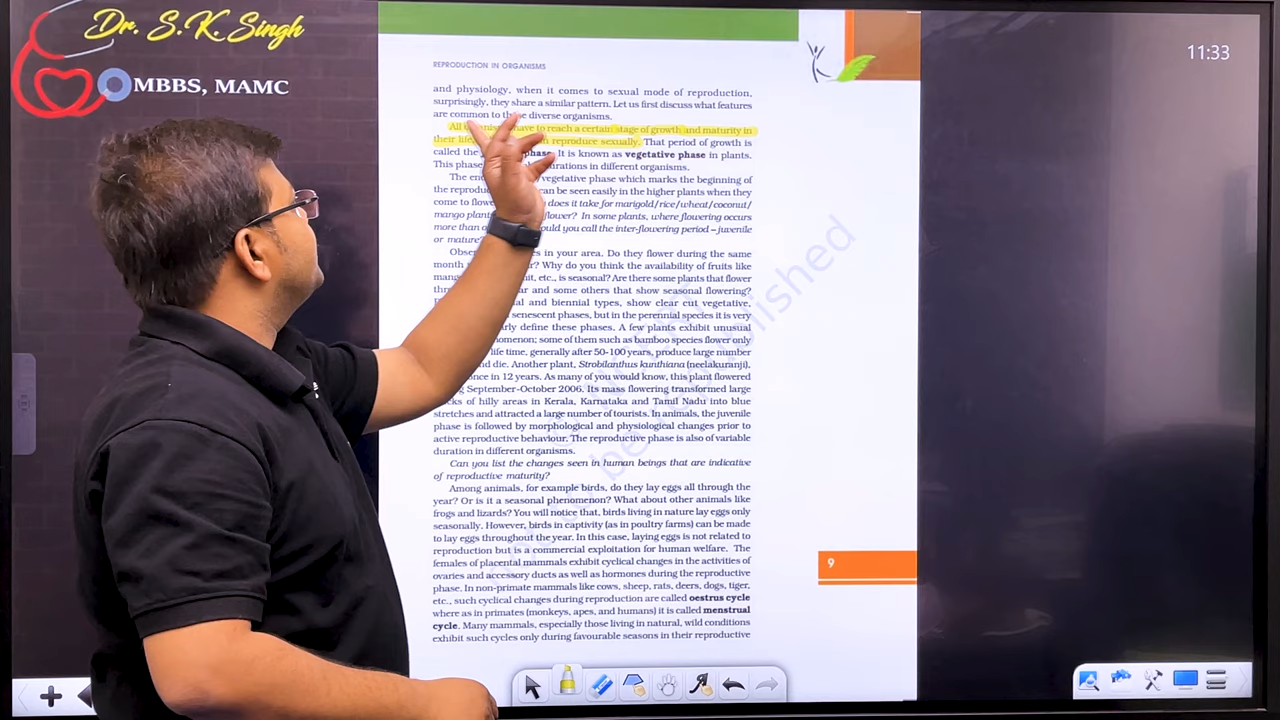 Dr. S. K. Singh
MBBS, MAMC
11:33
REPRODUCTION IN ORGANISMS
and physiology, when it comes to sexual mode of reproduction,
surprisingly, they share a similar pattern. Let us first discuss what features
are common to these diverse organisms.
All have to reach a certain stage of growth and maturity in
their life, reproduce sexually. That period of growth is
called the phase. It is known as vegetative phase in plants.
This phase durations in different organisms.
The end vegetative phase which marks the beginning of
the reproductive can be seen easily in the higher plants when they
come to flower. does it take for marigold/rice/wheat/coconut/
mango plants flower? In some plants, where flowering occurs
more than would you call the inter-flowering period – juvenile
or mature?
Observe in your area. Do they flower during the same
month Why do you think the availability of fruits like
mango, etc., is seasonal? Are there some plants that flower
and some others that show seasonal flowering?
and biennial types, show clear cut vegetative,
senescent phases, but in the perennial species it is very
define these phases. A few plants exhibit unusual
some of them such as bamboo species flower only
life time, generally after 50-100 years, produce large number
and die. Another plant, Strobilanthus kunthiana (neelakuranji),
once in 12 years. As many of you would know, this plant flowered
September-October 2006. Its mass flowering transformed large
of hilly areas in Kerala, Karnataka and Tamil Nadu into blue
stretches and attracted a large number of tourists. In animals, the juvenile
phase is followed by morphological and physiological changes prior to
active reproductive behaviour. The reproductive phase is also of variable
duration in different organisms.
Can you list the changes seen in human beings that are indicative
of reproductive maturity?
Among animals, for example birds, do they lay eggs all through the
year? Or is it a seasonal phenomenon? What about other animals like
frogs and lizards? You will notice that, birds living in nature lay eggs only
seasonally. However, birds in captivity (as in poultry farms) can be made
to lay eggs throughout the year. In this case, laying eggs is not related to
reproduction but is a commercial exploitation for human welfare. The
females of placental mammals exhibit cyclical changes in the activities of
ovaries and accessory ducts as well as hormones during the reproductive
phase. In non-primate mammals like cows, sheep, rats, deers, dogs, tiger,
etc., such cyclical changes during reproduction are called oestrus cycle
where as in primates (monkeys, apes, and humans) it is called menstrual
cycle. Many mammals, especially those living in natural, wild conditions
exhibit such cycles only during favourable seasons in their reproductive
9